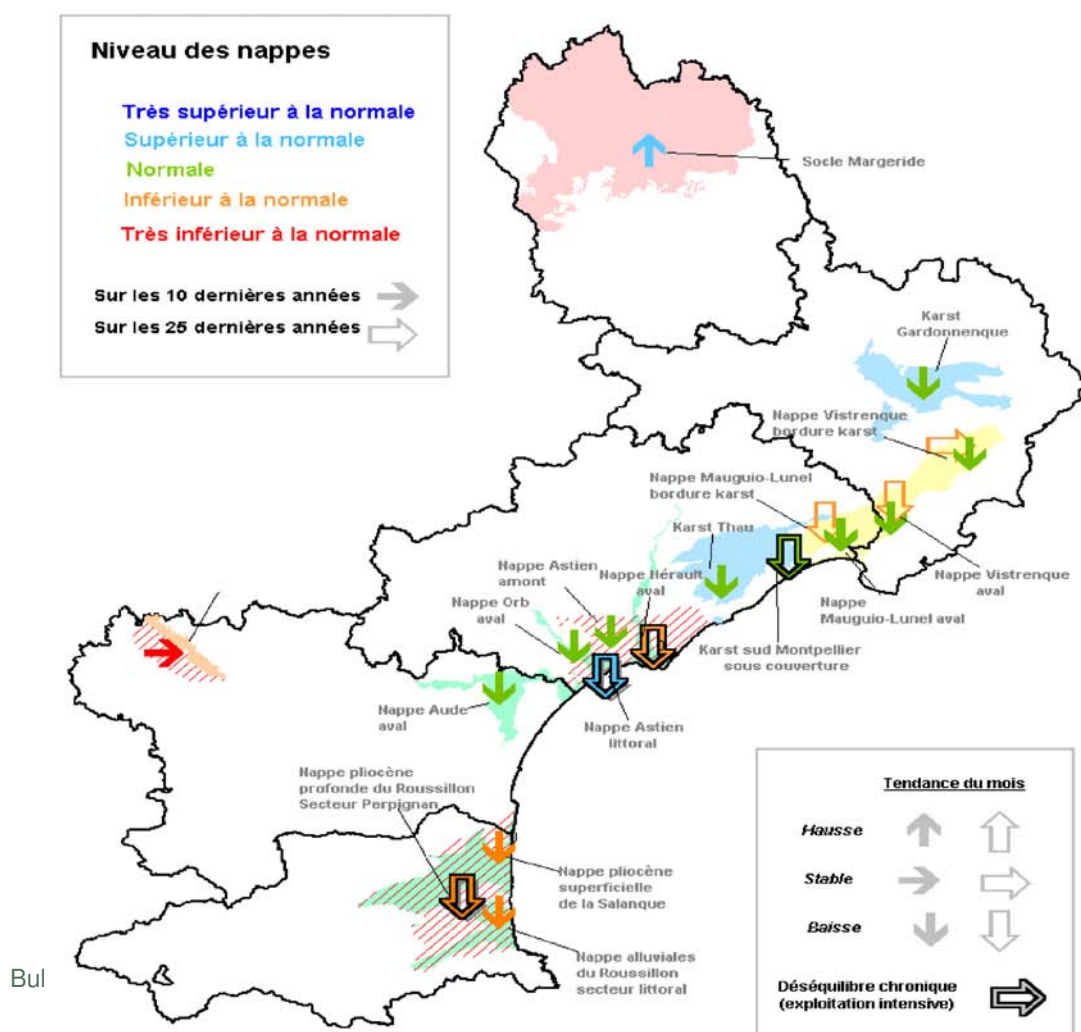 Niveau des nappes
Très supérieur à la normale
Supérieur à la normale
Normale
Inférieur à la normale
Très inférieur à la normale
Sur les 10 dernières années
Sur les 25 dernières années
Socle Margeride
Karst
Gardonnenque
Nappe Vistrenque
bordure karst
Nappe Mauguio-Lunel
bordure karst
Karst Thau
Nappe Astien
amont
Nappe Hérault
aval
Nappe Orb
aval
Nappe Vistrenque
aval
Nappe
Mauguio-Lunel aval
Karst sud Montpellier
sous couverture
Nappe Aude
aval
Nappe Astien
littoral
Nappe pliocène
profonde du Roussillon
Secteur Perpignan
Nappe pliocène
superficielle
de la Salanque
Nappe alluviales
du Roussillon
secteur littoral
Tendance du mois
Hausse
Stable
Baisse
Déséquilibre chronique
(exploitation intensive)
Bul